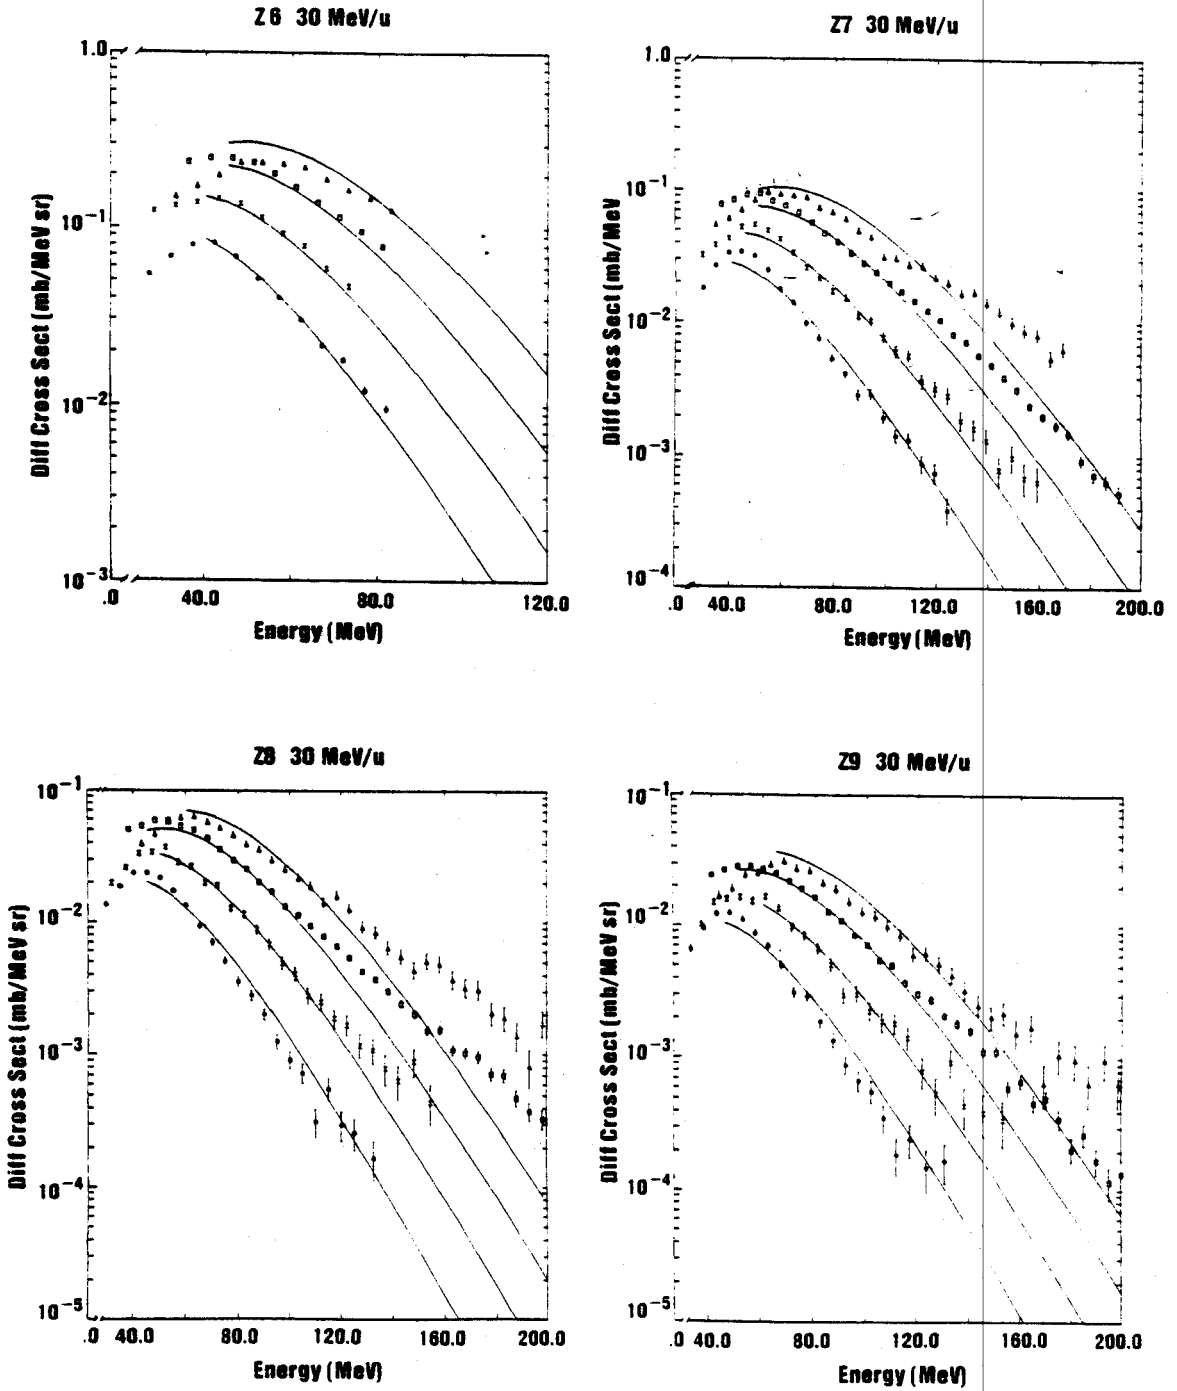 Z6 30 MeV/u
Diff Cross Sect (mb/MeV sr)
1.0
10⁻¹
10⁻²
10⁻³
.0 40.0 80.0 120.0
Energy (MeV)
Z7 30 MeV/u
Diff Cross Sect (mb/MeV
1.0
10⁻¹
10⁻²
10⁻³
10⁻⁴
.0 40.0 80.0 120.0 160.0 200.0
Energy (MeV)
Z8 30 MeV/u
Diff Cross Sect (mb/MeV sr)
10⁻¹
10⁻²
10⁻³
10⁻⁴
10⁻⁵
.0 40.0 80.0 120.0 160.0 200.0
Energy (MeV)
Z9 30 MeV/u
Diff Cross Sect (mb/MeV sr)
10⁻¹
10⁻²
10⁻³
10⁻⁴
10⁻⁵
.0 40.0 80.0 120.0 160.0 200.0
Energy (MeV)